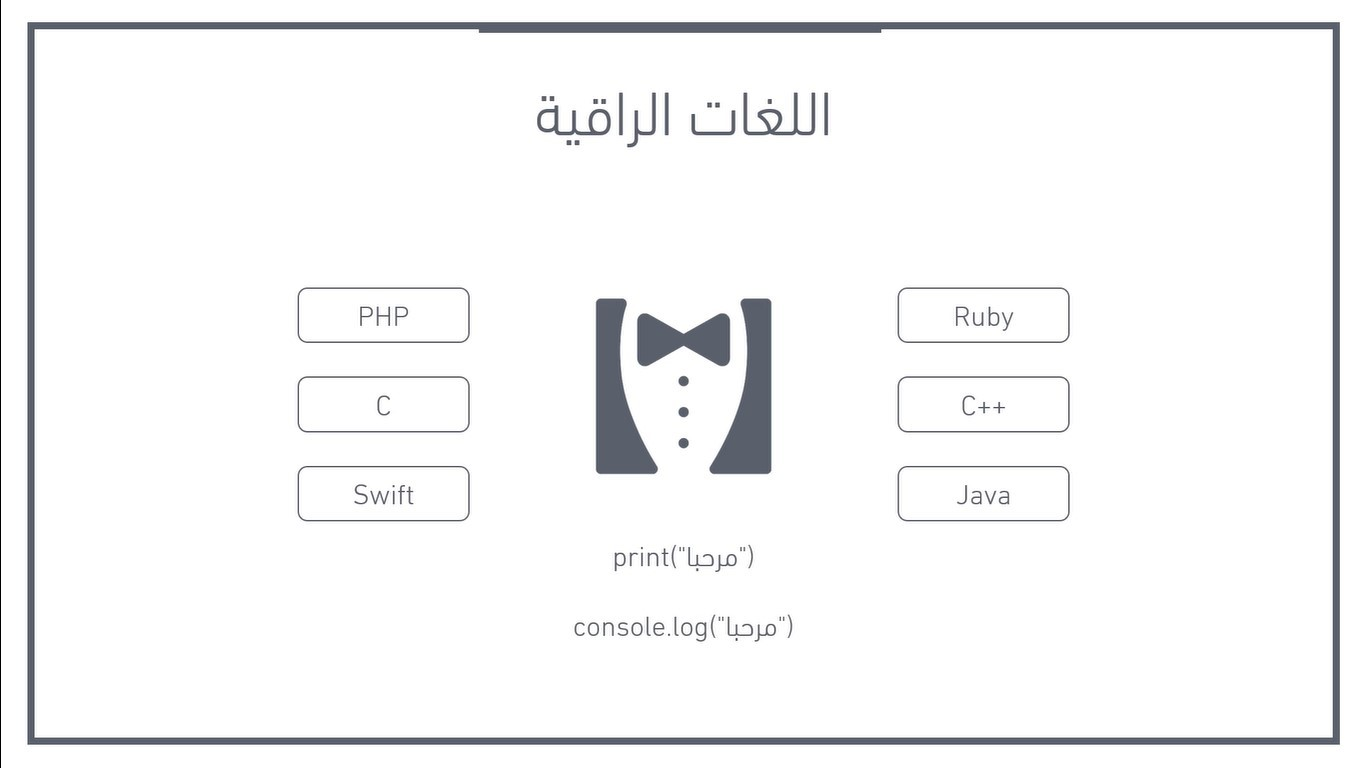 اللغات الراقية
PHP
Ruby
C
C++
Swift
Java
print("مرحبا")
console.log("مرحبا")